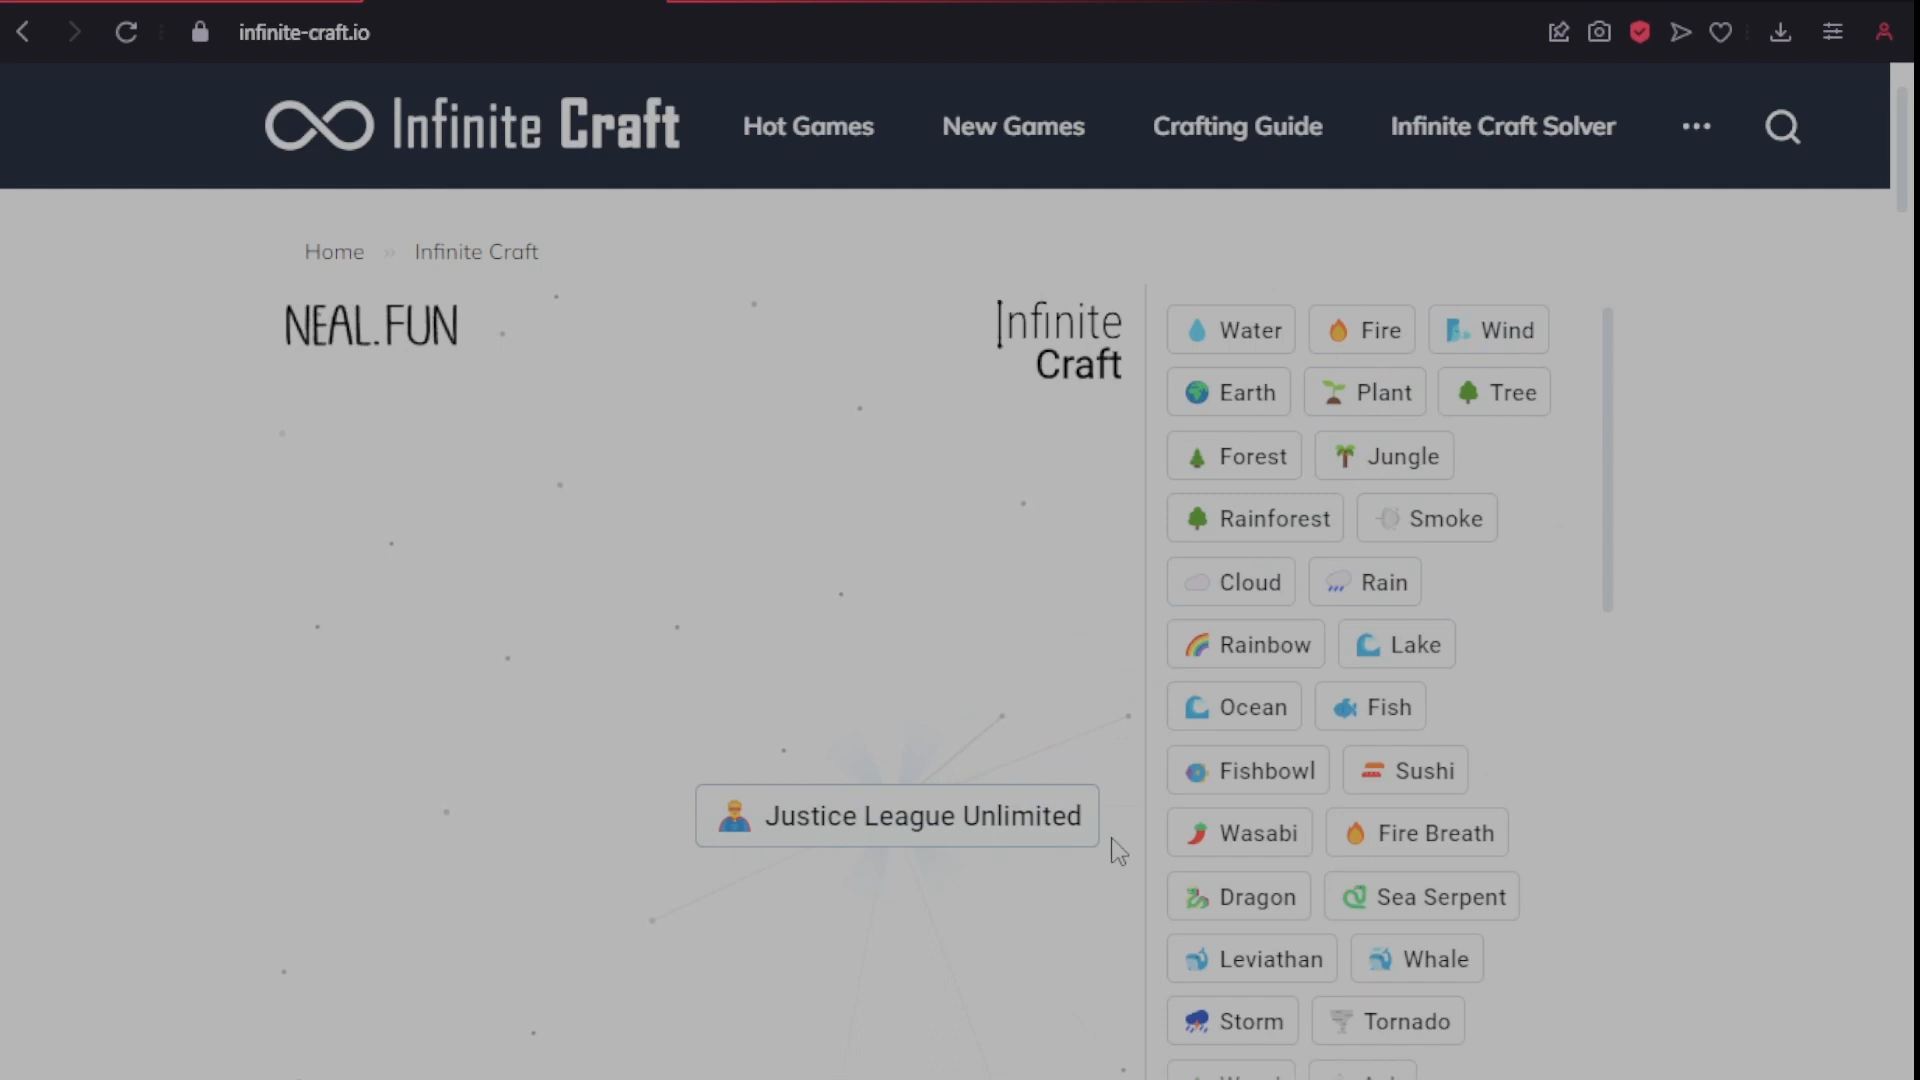 infinite-craft.io
Infinite Craft Hot Games New Games Crafting Guide Infinite Craft Solver
Home » Infinite Craft
NEAL.FUN
Infinite
Craft
Water Fire Wind
Earth Plant Tree
Forest Jungle
Rainforest Smoke
Cloud Rain
Rainbow Lake
Ocean Fish
Fishbowl Sushi
Justice League Unlimited
Wasabi Fire Breath
Dragon Sea Serpent
Leviathan Whale
Storm Tornado